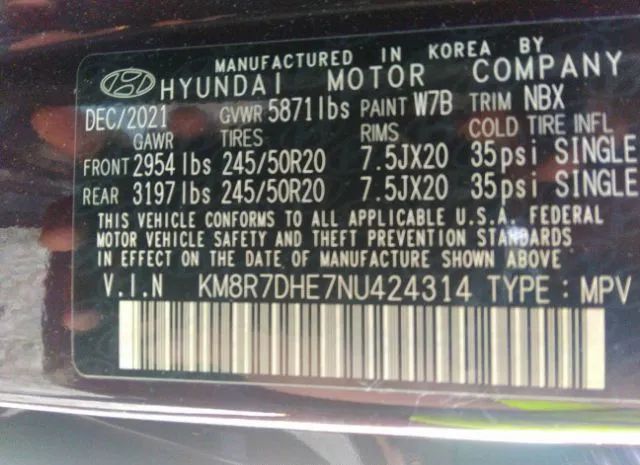 MANUFACTURED IN KOREA BY
HYUNDAI MOTOR COMPANY
DEC/2021 GVWR 5871lbs PAINT W7B TRIM NBX
GAWR TIRES RIMS COLD TIRE INFL
FRONT 2954 lbs 245/50R20 7.5JX20 35psi SINGLE
REAR 3197 lbs 245/50R20 7.5JX20 35psi SINGLE
THIS VEHICLE CONFORMS TO ALL APPLICABLE U.S.A. FEDERAL
MOTOR VEHICLE SAFETY AND THEFT PREVENTION STANDARDS
IN EFFECT ON THE DATE OF MANUFACTURE SHOWN ABOVE.
V.I.N KM8R7DHE7NU424314 TYPE : MPV